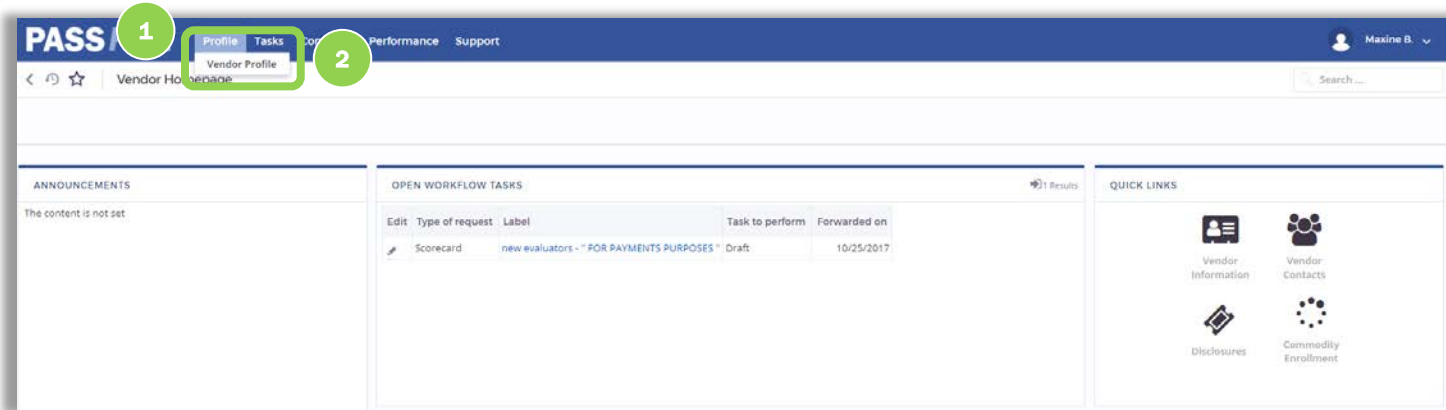 PASS
1
Profile Tasks Performance Support
Maxine B.
Vendor Profile
2
Vendor Homepage
Search ...
ANNOUNCEMENTS
The content is not set
OPEN WORKFLOW TASKS
1 Results
Edit Type of request Label Task to perform Forwarded on
Scorecard new evaluators - " FOR PAYMENTS PURPOSES " Draft 10/25/2017
QUICK LINKS
Vendor Information
Vendor Contacts
Disclosures
Commodity Enrollment